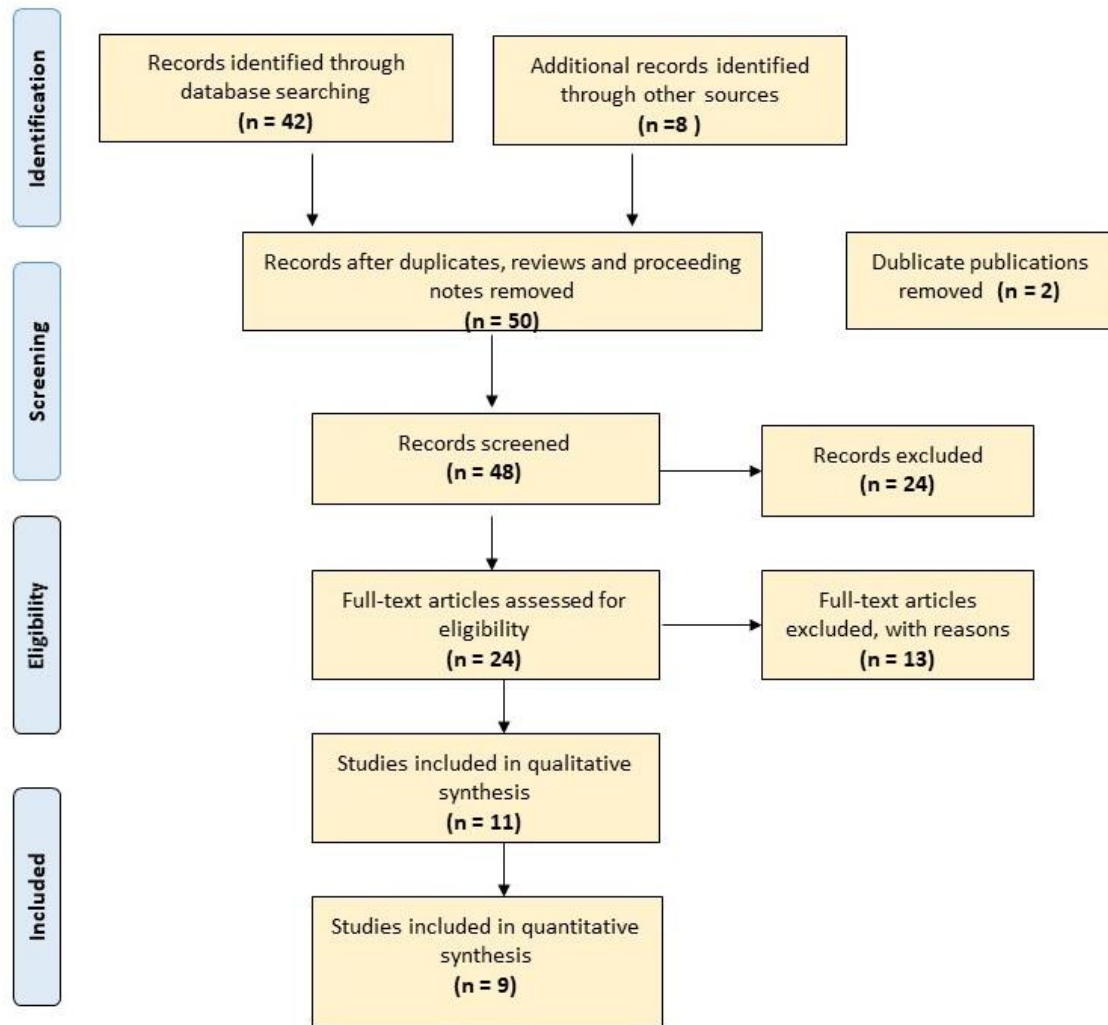 Identification
Records identified through
database searching
(n = 42)
Additional records identified
through other sources
(n =8 )
Screening
Records after duplicates, reviews and proceeding
notes removed
(n = 50)
Dublicate publications
removed (n = 2)
Records screened
(n = 48)
Records excluded
(n = 24)
Eligibility
Full-text articles assessed for
eligibility
(n = 24)
Full-text articles
excluded, with reasons
(n = 13)
Studies included in qualitative
synthesis
(n = 11)
Included
Studies included in quantitative
synthesis
(n = 9)